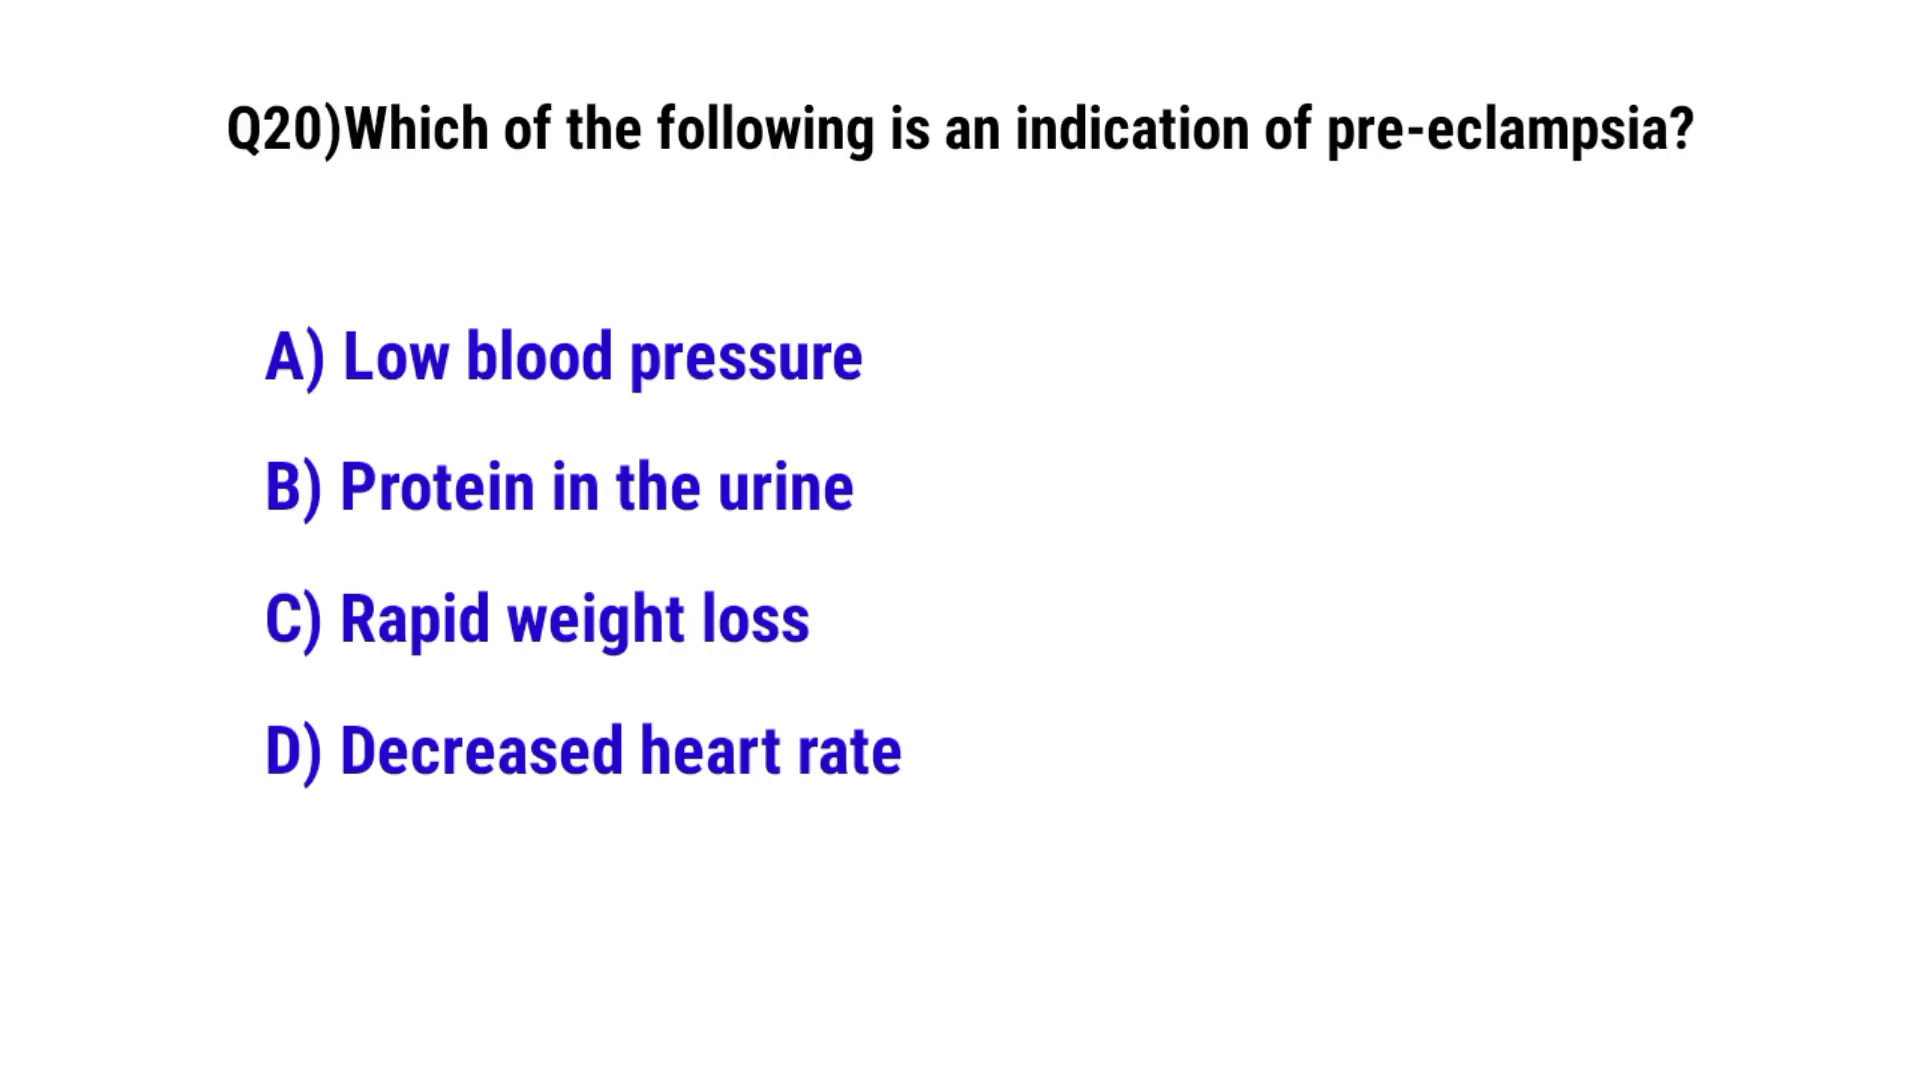 Q20)Which of the following is an indication of pre-eclampsia?
A) Low blood pressure
B) Protein in the urine
C) Rapid weight loss
D) Decreased heart rate